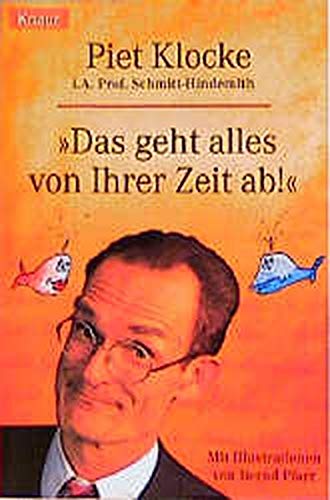 Knaur
Piet Klocke
i.A. Prof. Schmitt-Hindemith
»Das geht alles
von Ihrer Zeit ab!«
Mit Illustrationen
von Bernd Pfarr